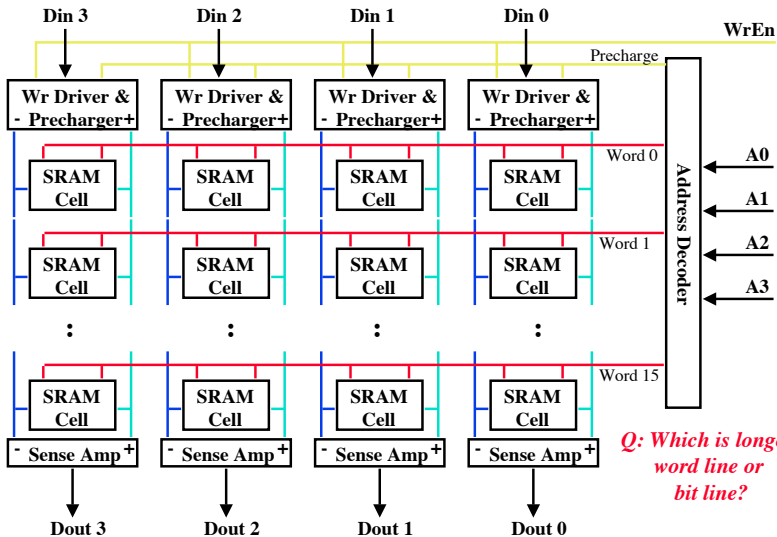 Din 3 Din 2 Din 1 Din 0
WrEn
Precharge
Wr Driver & Wr Driver & Wr Driver & Wr Driver &
- Precharger+ - Precharger+ - Precharger+ - Precharger+
Word 0
SRAM SRAM SRAM SRAM
Cell Cell Cell Cell
Word 1
SRAM SRAM SRAM SRAM
Cell Cell Cell Cell
: : : :
Word 15
SRAM SRAM SRAM SRAM
Cell Cell Cell Cell
- Sense Amp + - Sense Amp + - Sense Amp + - Sense Amp +
Dout 3 Dout 2 Dout 1 Dout 0
Address Decoder
A0
A1
A2
A3
Q: Which is long
word line or
bit line?